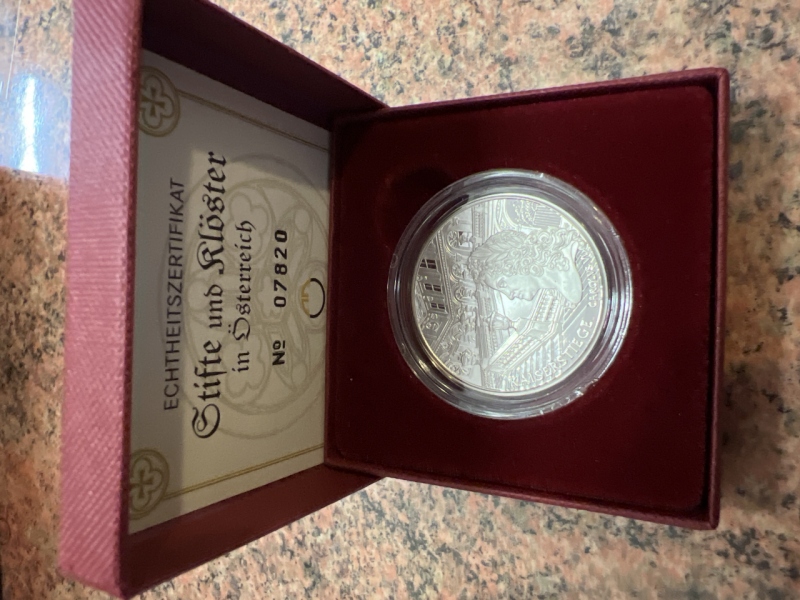 ECHTHEITSZERTIFIKAT
Stifte und Klöster
in Österreich
№ 07820